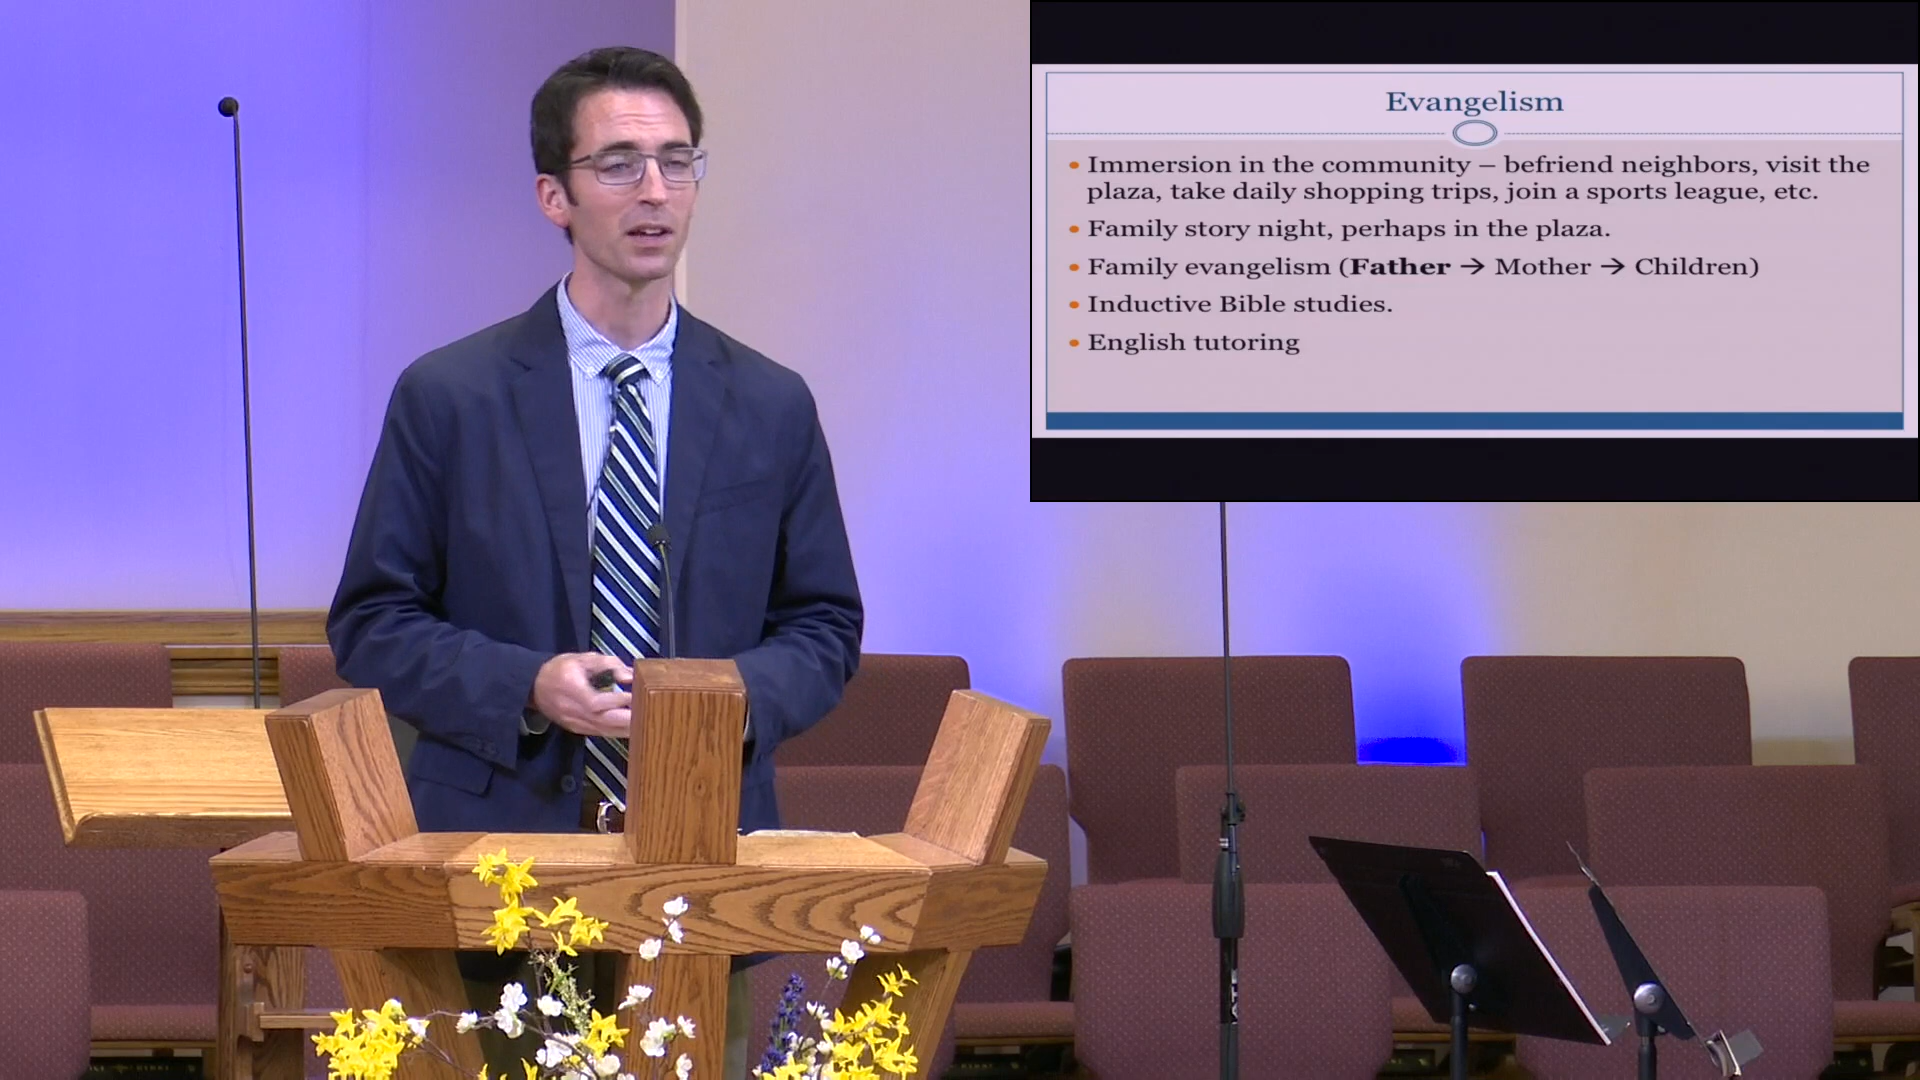 Evangelism
• Immersion in the community – befriend neighbors, visit the
plaza, take daily shopping trips, join a sports league, etc.
• Family story night, perhaps in the plaza.
• Family evangelism (Father → Mother → Children)
• Inductive Bible studies.
• English tutoring